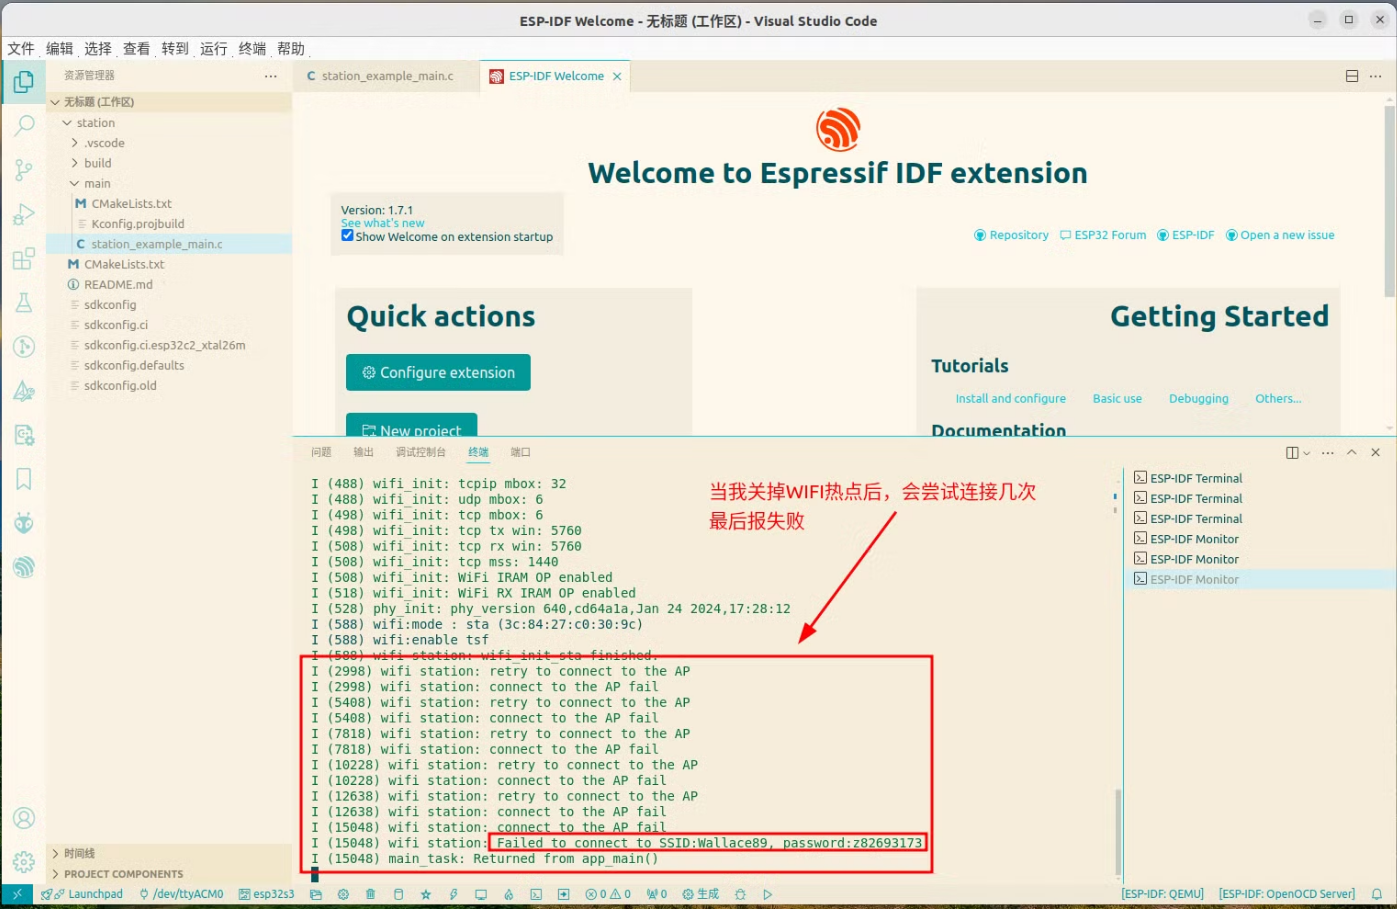 ESP-IDF Welcome - 无标题 (工作区) - Visual Studio Code
文件 编辑 选择 查看 转到 运行 终端 帮助
资源管理器
station_example_main.c
ESP-IDF Welcome
无标题 (工作区)
station
.vscode
build
main
CMakeLists.txt
Kconfig.projbuild
station_example_main.c
CMakeLists.txt
README.md
sdkconfig
sdkconfig.ci
sdkconfig.ci.esp32c2_xtal26m
sdkconfig.defaults
sdkconfig.old
时间线
PROJECT COMPONENTS
Welcome to Espressif IDF extension
Version: 1.7.1
See what's new
Show Welcome on extension startup
Repository ESP32 Forum ESP-IDF Open a new issue
Quick actions
Configure extension
New project
Getting Started
Tutorials
Install and configure Basic use Debugging Others...
Documentation
问题 输出 调试控制台 终端 端口
I (488) wifi_init: tcpip mbox: 32
I (488) wifi_init: udp mbox: 6
I (498) wifi_init: tcp mbox: 6
I (498) wifi_init: tcp tx win: 5760
I (508) wifi_init: tcp rx win: 5760
I (508) wifi_init: tcp mss: 1440
I (508) wifi_init: WiFi IRAM OP enabled
I (518) wifi_init: WiFi RX IRAM OP enabled
I (528) phy_init: phy_version 640,cd64a1a,Jan 24 2024,17:28:12
I (588) wifi:mode : sta (3c:84:27:c0:30:9c)
I (588) wifi:enable tsf
I (588) wifi station: wifi_init_sta finished.
I (2998) wifi station: retry to connect to the AP
I (2998) wifi station: connect to the AP fail
I (5408) wifi station: retry to connect to the AP
I (5408) wifi station: connect to the AP fail
I (7818) wifi station: retry to connect to the AP
I (7818) wifi station: connect to the AP fail
I (10228) wifi station: retry to connect to the AP
I (10228) wifi station: connect to the AP fail
I (12638) wifi station: retry to connect to the AP
I (12638) wifi station: connect to the AP fail
I (15048) wifi station: connect to the AP fail
I (15048) wifi station: Failed to connect to SSID:Wallace89, password:z82693173
I (15048) main_task: Returned from app_main()
当我关掉WIFI热点后，会尝试连接几次
最后报失败
ESP-IDF Terminal
ESP-IDF Terminal
ESP-IDF Terminal
ESP-IDF Monitor
ESP-IDF Monitor
ESP-IDF Monitor
Launchpad /dev/ttyACM0 esp32s3 0 0 0 生成 [ESP-IDF: QEMU] [ESP-IDF: OpenOCD Server]